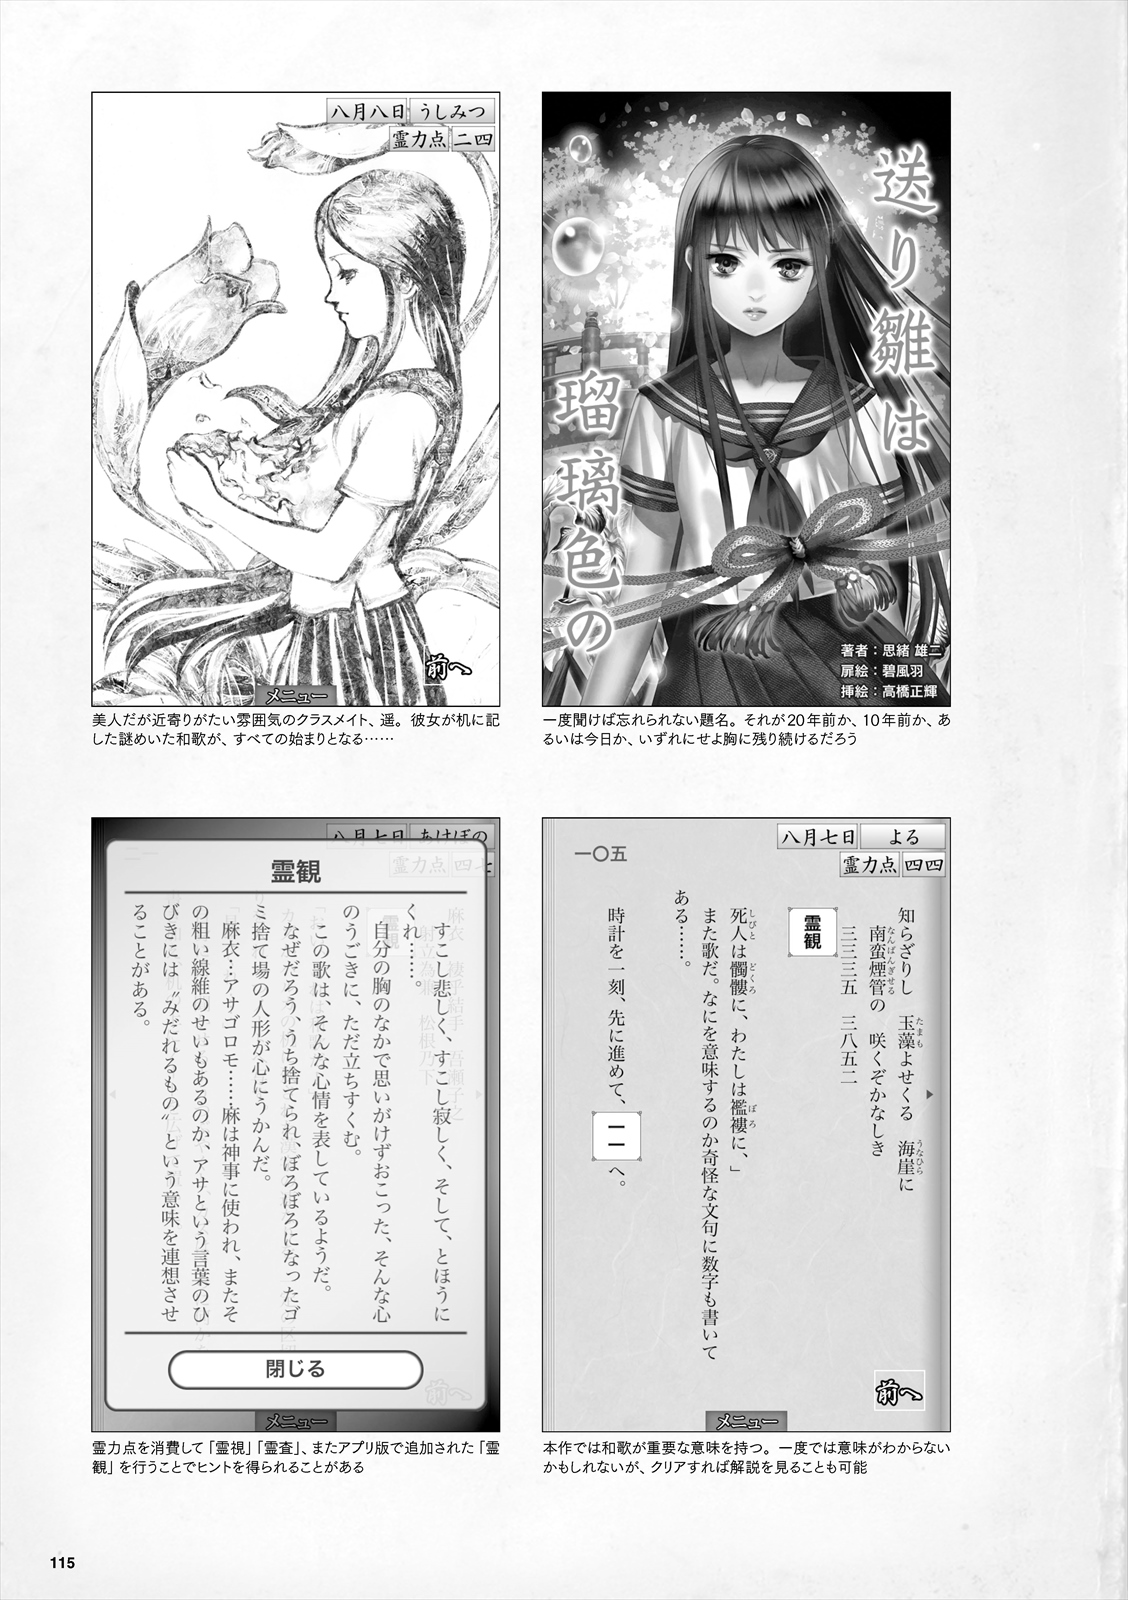 送り雛は
瑠璃色の
著者：思緒 雄二
扉絵：碧風羽
挿絵：高橋正輝
一度聞けば忘れられない題名。それが20年前か、10年前か、あ
るいは今日か、いずれにせよ胸に残り続けるだろう
八月八日 うしみつ
霊力点 二四
前へ
メニュー
美人だが近寄りがたい雰囲気のクラスメイト、遥。彼女が机に記
した謎めいた和歌が、すべての始まりとなる……
八月七日 よる
霊力点 四四
一〇五
知らざりし 玉藻よせくる 海崖に
たまも うなひら
南蛮煙管の 咲くぞかなしき
なんばんぎせる
三三三五 三八五二
霊観
死人は髑髏に、わたしは襤褸に、」
しびと どくろ ぼろ
また歌だ。なにを意味するのか奇怪な文句に数字も書いて
ある……。
時計を一刻、先に進めて、 一一 へ。
前へ
メニュー
本作では和歌が重要な意味を持つ。一度では意味がわからない
かもしれないが、クリアすれば解説を見ることも可能
八月七日 あけぼの
霊力点 四七
霊観
すこし悲しく、すこし寂しく、そして、とほうに
くれ……。
自分の胸のなかで思いがけずおこった、そんな心
のうごきに、ただ立ちすくむ。
この歌は、そんな心情を表しているようだ。
なぜだろう、うち捨てられ、ぼろぼろになったゴ
ミ捨て場の人形が心にうかんだ。
麻衣…アサゴロモ……麻は神事に使われ、またそ
の粗い線維のせいもあるのか、アサという言葉のひ
びきには〝みだれるもの〟という意味を連想させ
ることがある。
閉じる
前へ
メニュー
霊力点を消費して「霊視」「霊査」、またアプリ版で追加された「霊
観」を行うことでヒントを得られることがある
115